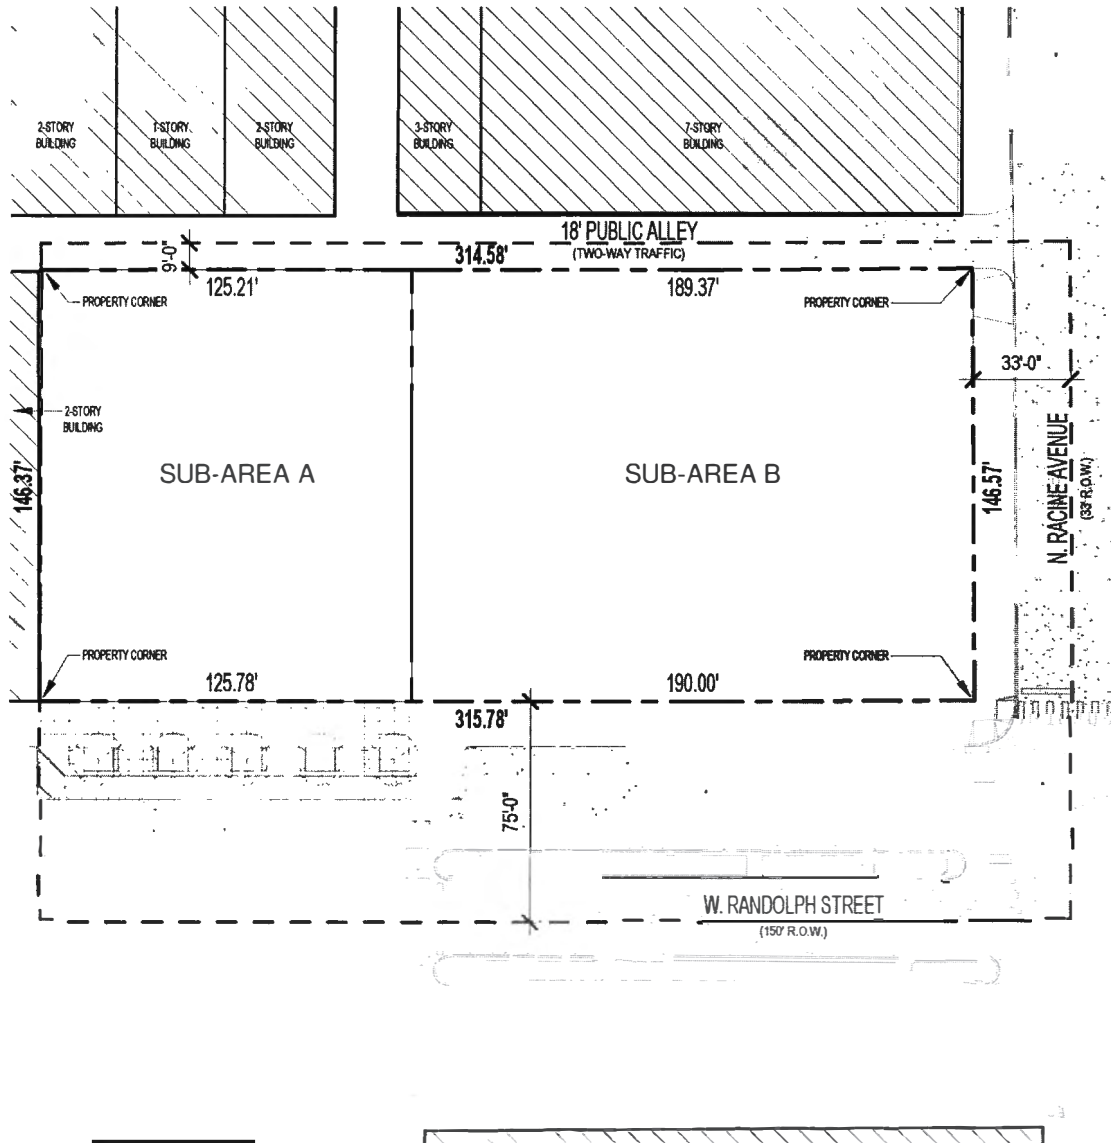 2-STORY
BUILDING
1-STORY
BUILDING
2-STORY
BUILDING
3-STORY
BUILDING
7-STORY
BUILDING
18' PUBLIC ALLEY
(TWO-WAY TRAFFIC)
9'-0"
314.58'
125.21'
189.37'
PROPERTY CORNER
PROPERTY CORNER
33'-0"
2-STORY
BUILDING
146.37'
SUB-AREA A
SUB-AREA B
146.57'
N. RACINE AVENUE
(33' R.O.W.)
PROPERTY CORNER
PROPERTY CORNER
125.78'
190.00'
315.78'
75'-0"
W. RANDOLPH STREET
(150' R.O.W.)